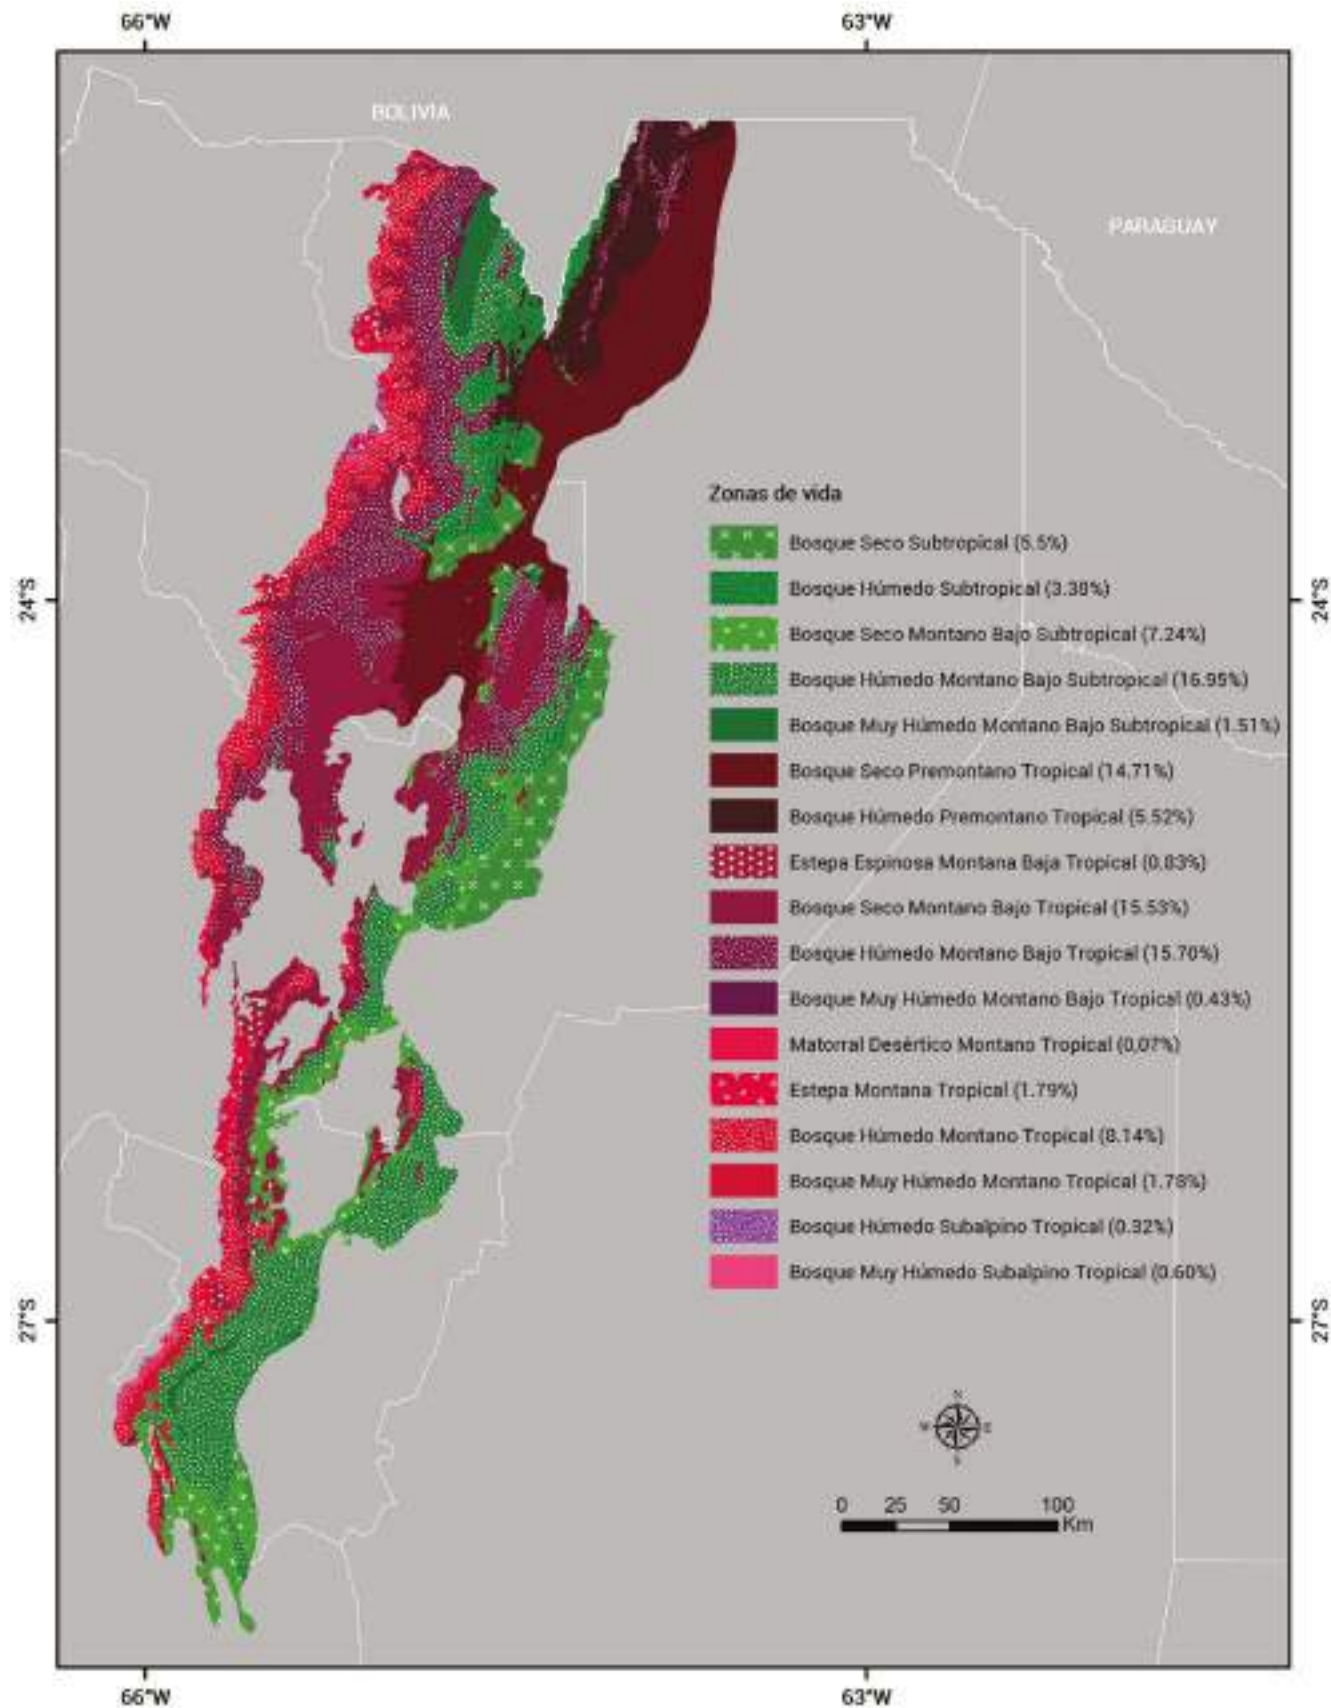 66°W 63°W
BOLIVIA
PARAGUAY
Zonas de vida
Bosque Seco Subtropical (5.5%)
24°S 24°S
Bosque Húmedo Subtropical (3.38%)
Bosque Seco Montano Bajo Subtropical (7.24%)
Bosque Húmedo Montano Bajo Subtropical (16.95%)
Bosque Muy Húmedo Montano Bajo Subtropical (1.51%)
Bosque Seco Premontano Tropical (14.71%)
Bosque Húmedo Premontano Tropical (5.52%)
Estepa Espinosa Montana Baja Tropical (0.83%)
Bosque Seco Montano Bajo Tropical (15.53%)
Bosque Húmedo Montano Bajo Tropical (15.70%)
Bosque Muy Húmedo Montano Bajo Tropical (0.43%)
Matorral Desértico Montano Tropical (0,07%)
Estepa Montana Tropical (1.79%)
Bosque Húmedo Montano Tropical (8.14%)
Bosque Muy Húmedo Montano Tropical (1.78%)
Bosque Húmedo Subalpino Tropical (0.32%)
Bosque Muy Húmedo Subalpino Tropical (0.60%)
27°S 27°S
N
W E
S
0 25 50 100
Km
66°W 63°W